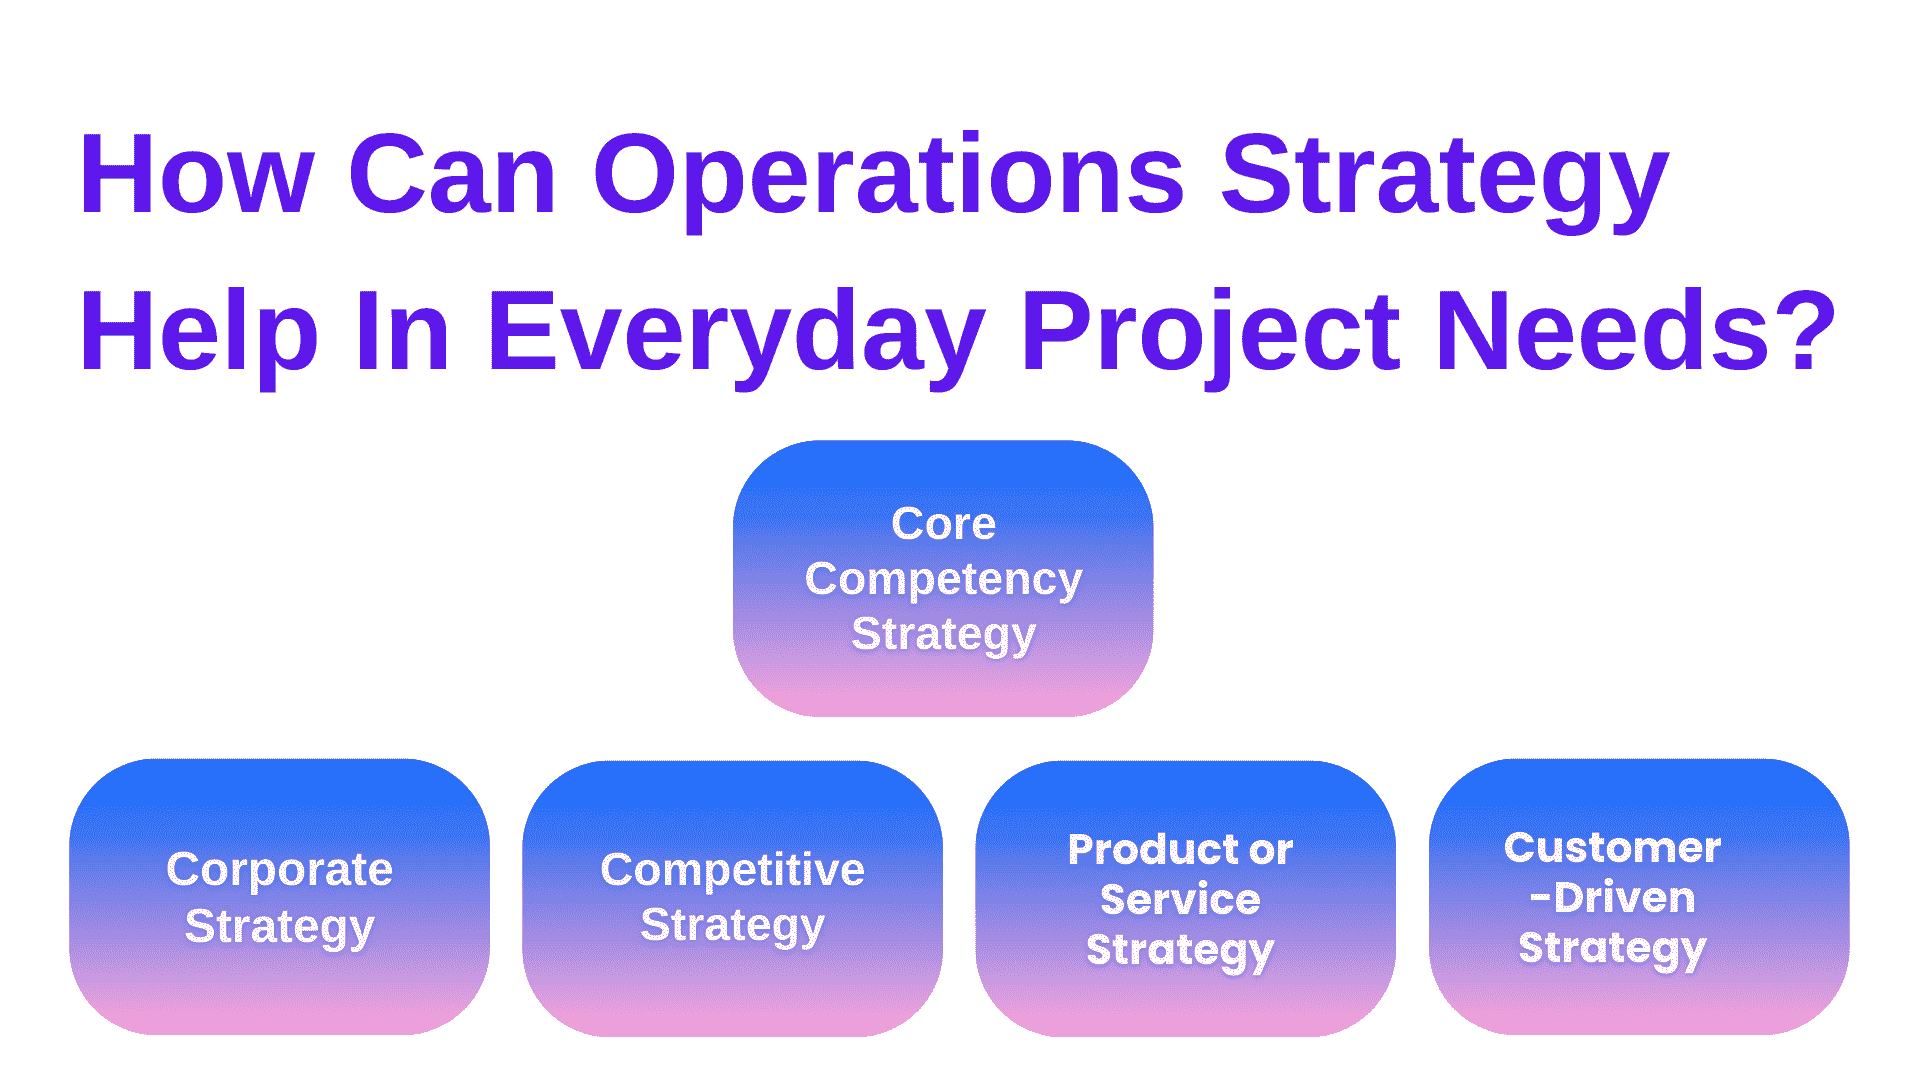 How Can Operations Strategy
Help In Everyday Project Needs?
Core
Competency
Strategy
Corporate
Strategy
Competitive
Strategy
Product or
Service
Strategy
Customer
-Driven
Strategy